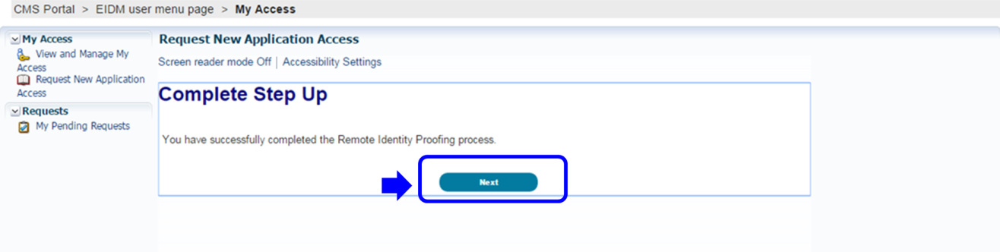 CMS Portal > EIDM user menu page > My Access
My Access
View and Manage My
Access
Request New Application
Access
Requests
My Pending Requests
Request New Application Access
Screen reader mode Off | Accessibility Settings
Complete Step Up
You have successfully completed the Remote Identity Proofing process.
Next